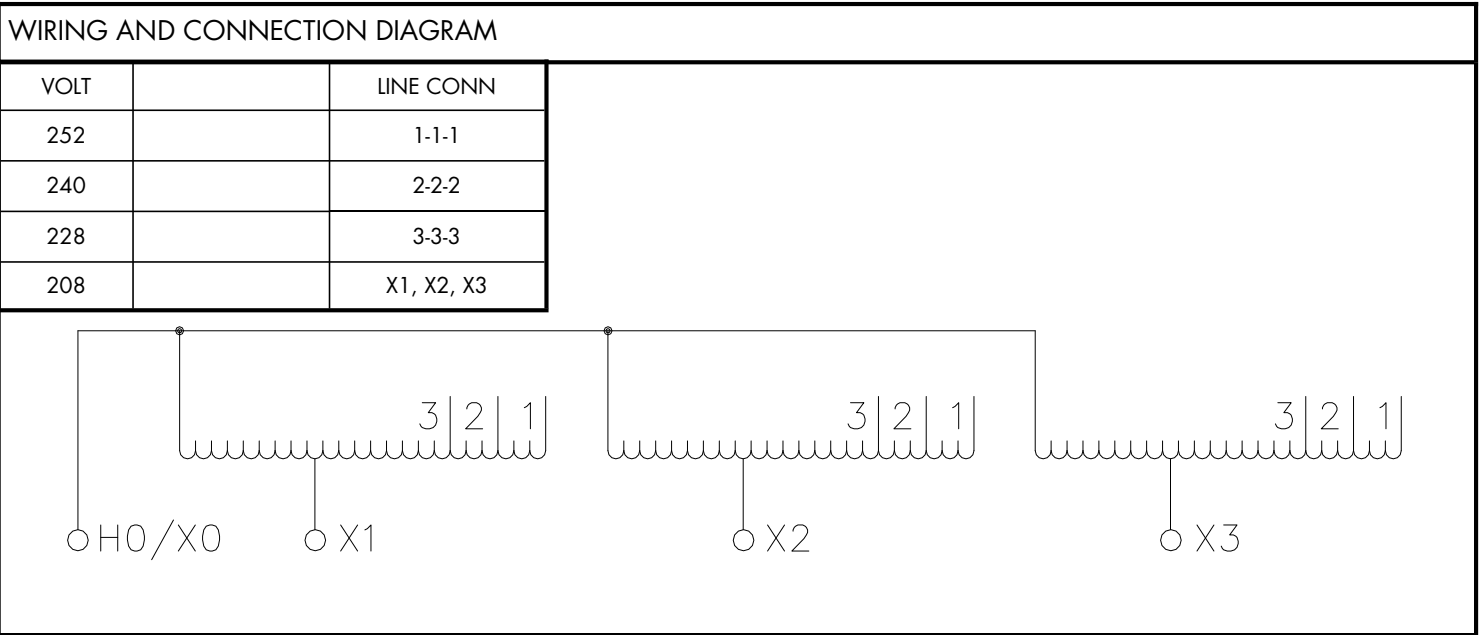 WIRING AND CONNECTION DIAGRAM
VOLT LINE CONN
252 1-1-1
240 2-2-2
228 3-3-3
208 X1, X2, X3
3 2 1 3 2 1 3 2 1
H0/X0 X1 X2 X3